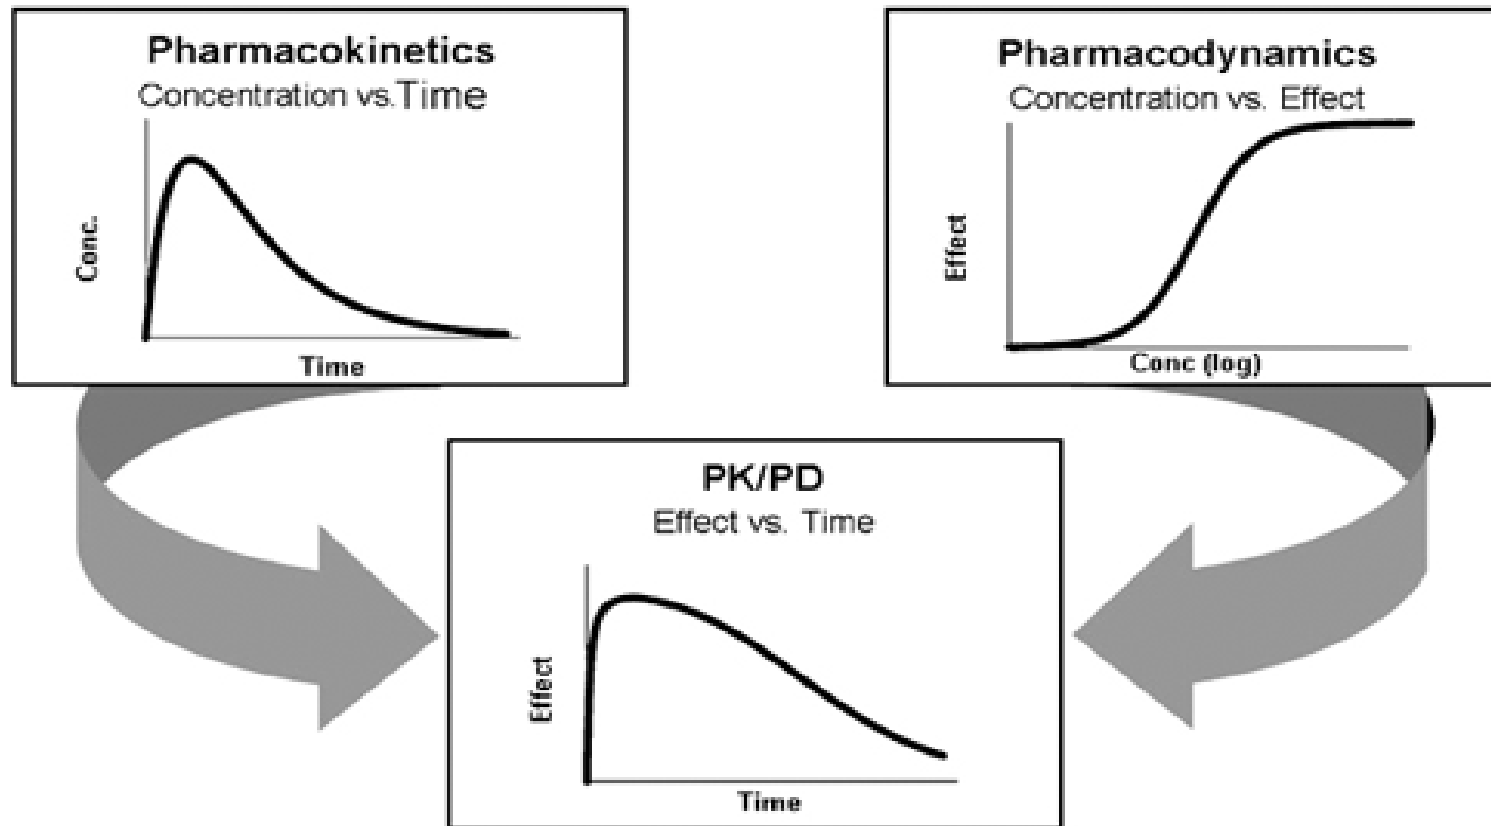 Pharmacokinetics
Concentration vs.Time
Conc.
Time
Pharmacodynamics
Concentration vs. Effect
Effect
Conc (log)
PK/PD
Effect vs. Time
Effect
Time